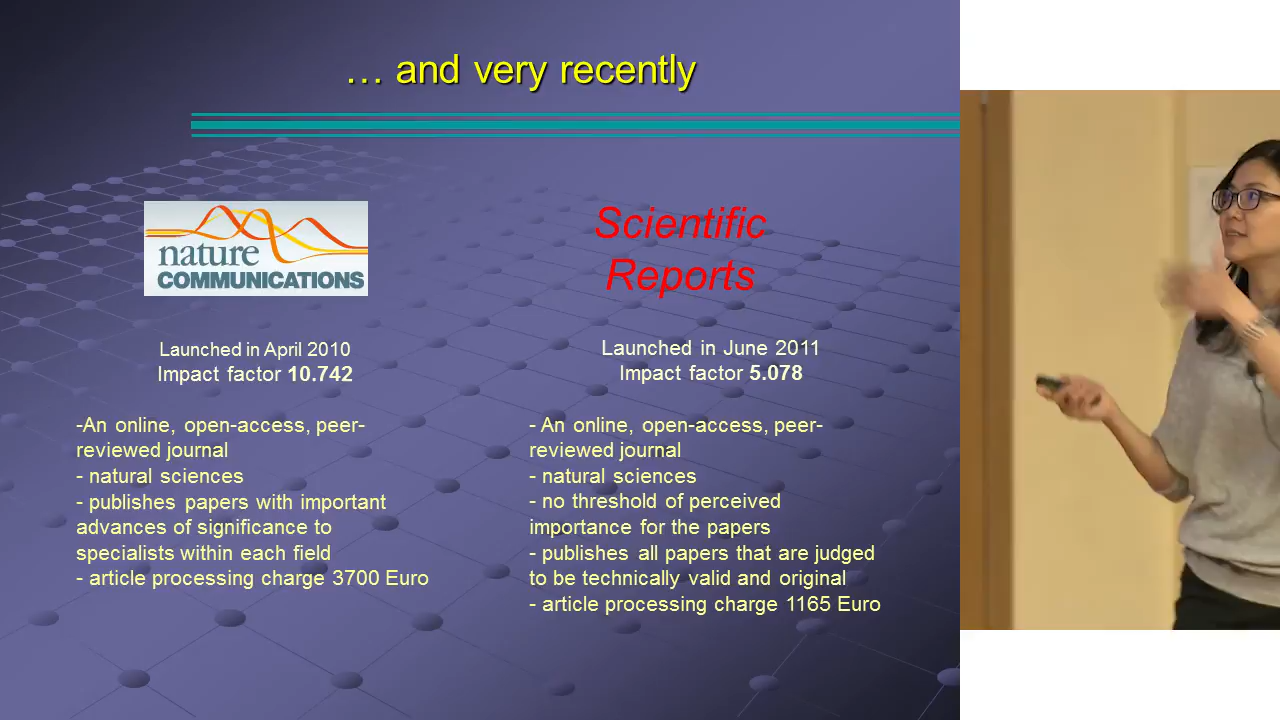 … and very recently
nature
COMMUNICATIONS
Launched in April 2010
Impact factor 10.742
-An online, open-access, peer-
reviewed journal
- natural sciences
- publishes papers with important
advances of significance to
specialists within each field
- article processing charge 3700 Euro
Scientific
Reports
Launched in June 2011
Impact factor 5.078
- An online, open-access, peer-
reviewed journal
- natural sciences
- no threshold of perceived
importance for the papers
- publishes all papers that are judged
to be technically valid and original
- article processing charge 1165 Euro